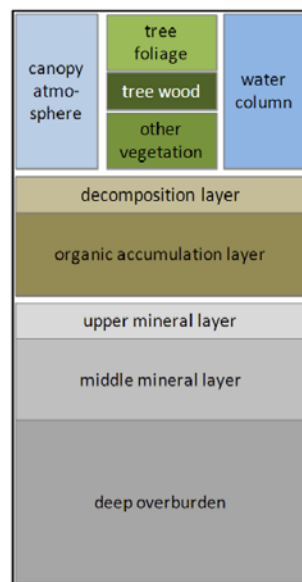 canopy
atmo-
sphere
tree
foliage
tree wood
other
vegetation
water
column
decomposition layer
organic accumulation layer
upper mineral layer
middle mineral layer
deep overburden